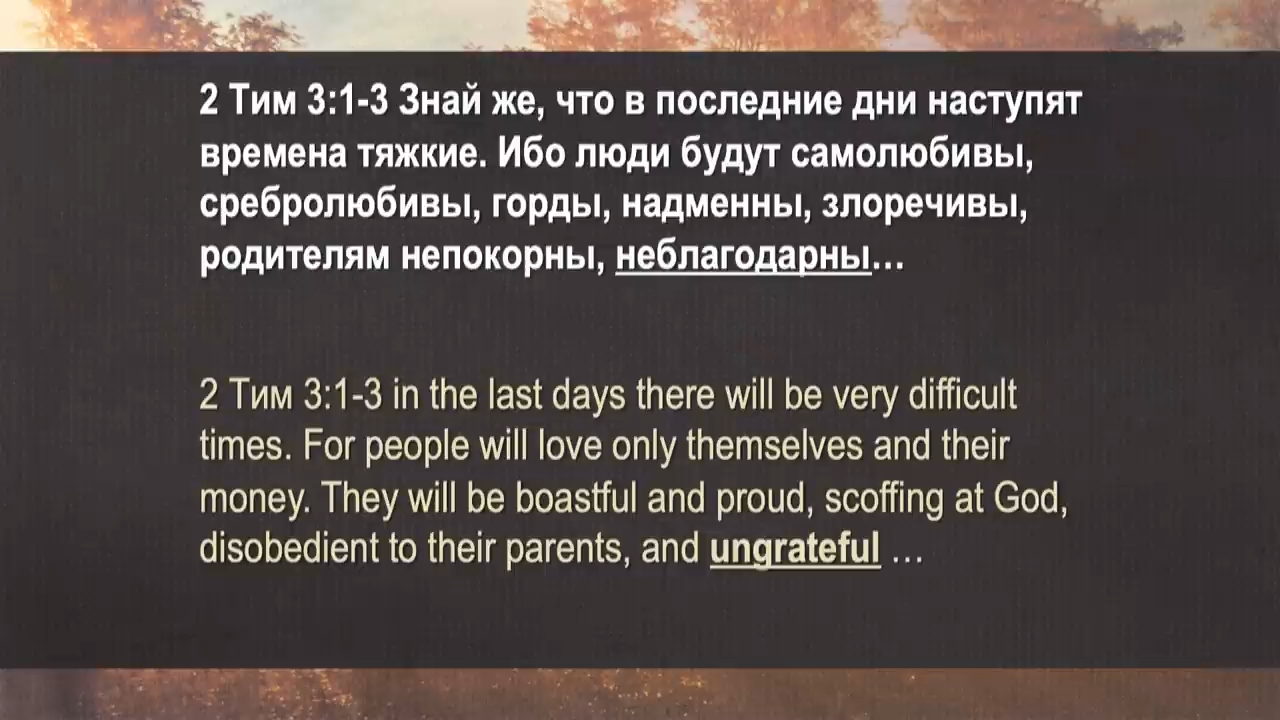 2 Тим 3:1-3 Знай же, что в последние дни наступят
времена тяжкие. Ибо люди будут самолюбивы,
сребролюбивы, горды, надменны, злоречивы,
родителям непокорны, неблагодарны…
2 Тим 3:1-3 in the last days there will be very difficult
times. For people will love only themselves and their
money. They will be boastful and proud, scoffing at God,
disobedient to their parents, and ungrateful …